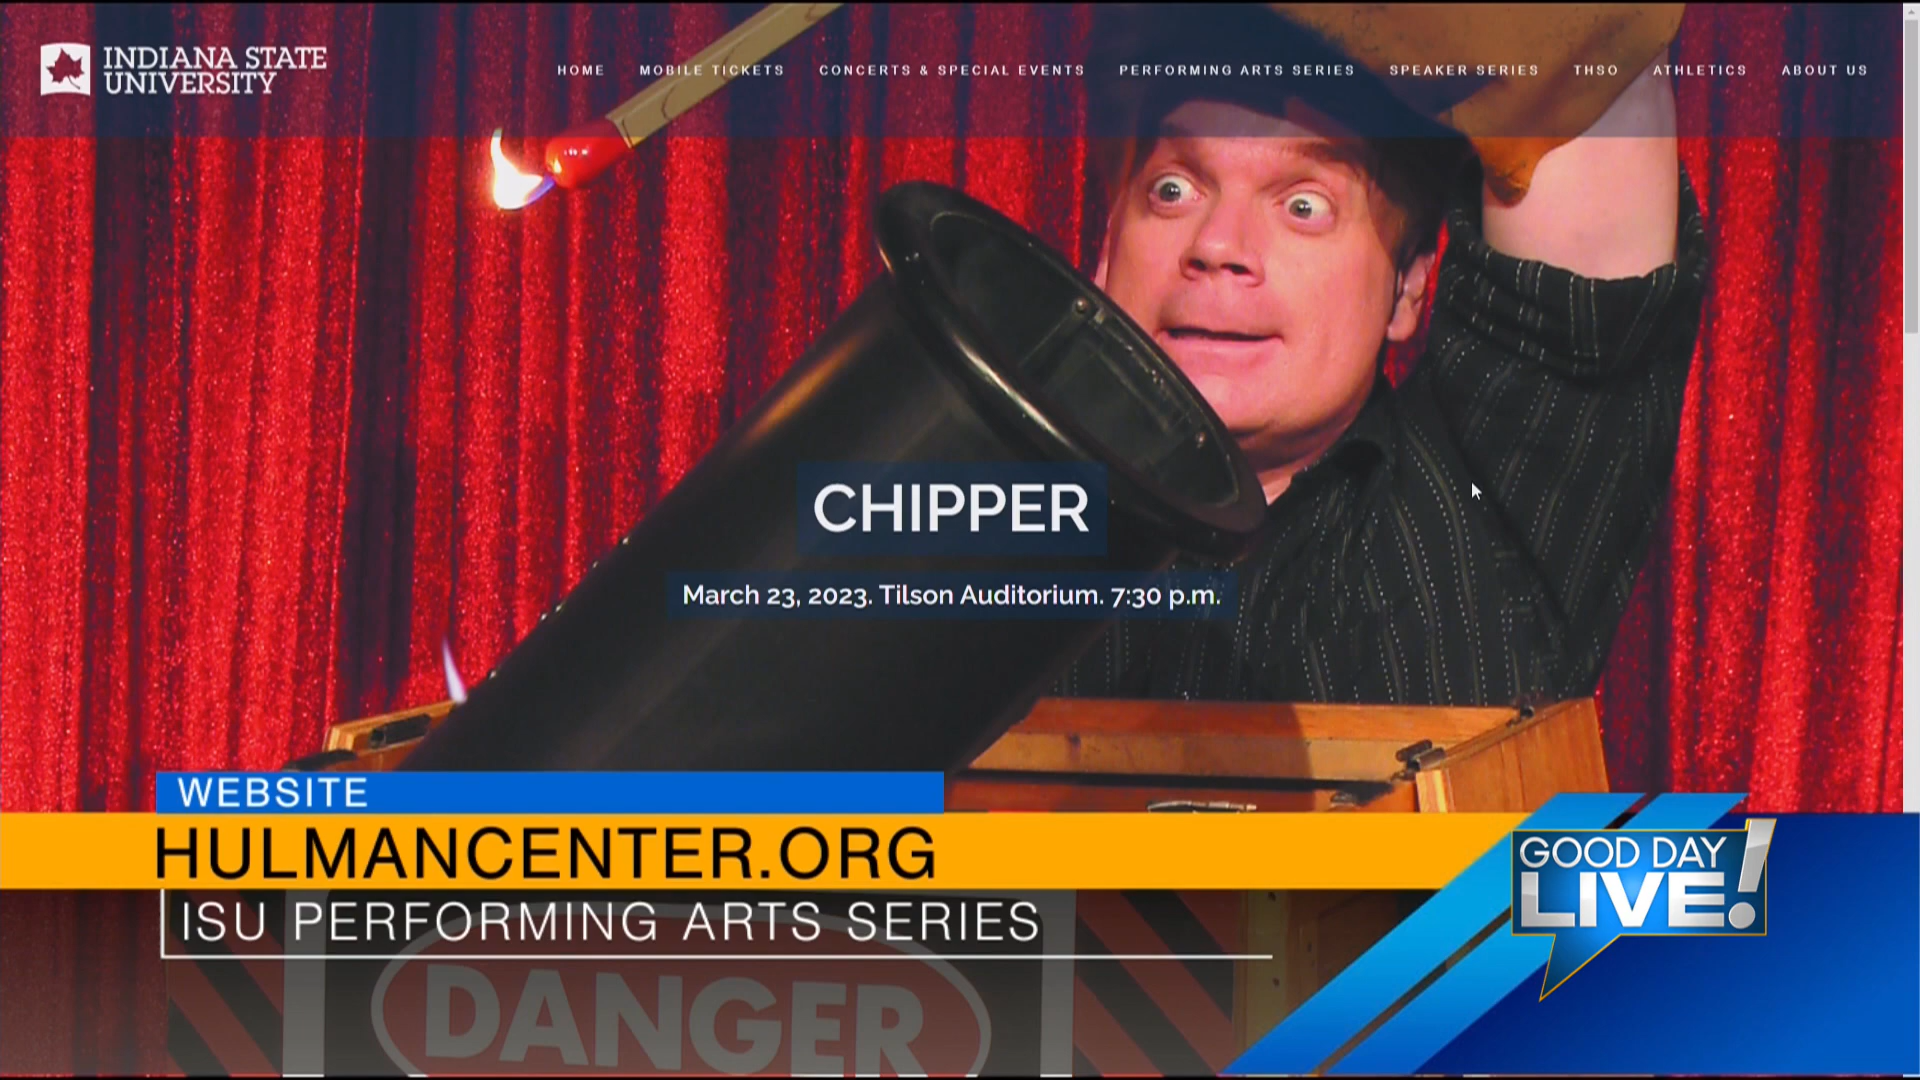 INDIANA STATE
UNIVERSITY
HOME MOBILE TICKETS CONCERTS & SPECIAL EVENTS PERFORMING ARTS SERIES SPEAKER SERIES THSO ATHLETICS ABOUT US
CHIPPER
March 23, 2023. Tilson Auditorium. 7:30 p.m.
WEBSITE
HULMANCENTER.ORG
ISU PERFORMING ARTS SERIES
GOOD DAY
LIVE!
DANGER